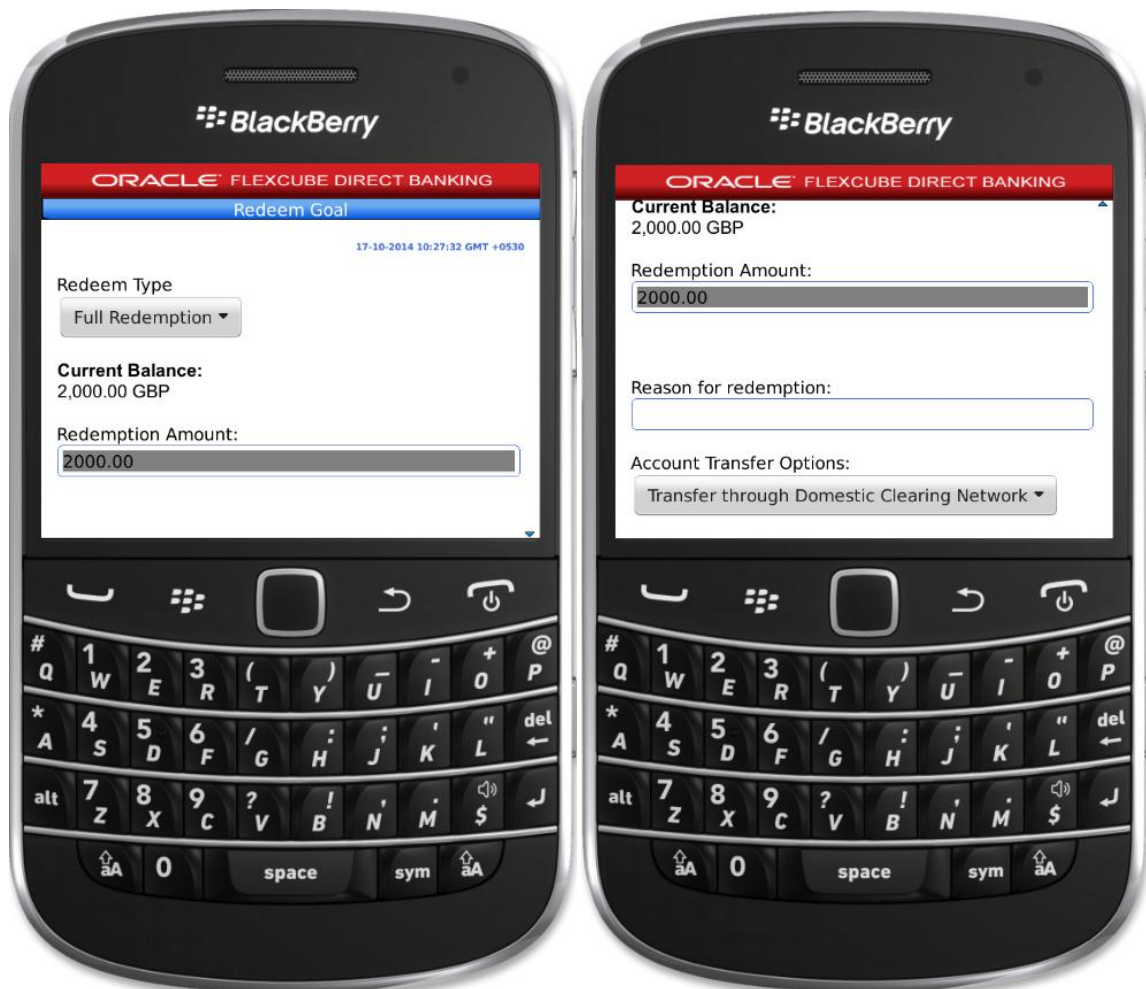 BlackBerry
ORACLE FLEXCUBE DIRECT BANKING
Redeem Goal
17-10-2014 10:27:32 GMT +0530
Redeem Type
Full Redemption
Current Balance:
2,000.00 GBP
Redemption Amount:
2000.00
# 1 2 3 ( ) _ - + @
Q W E R T Y U I O P
* 4 5 6 / : ; ' " del
A S D F G H J K L
alt 7 8 9 ? ! , .
Z X C V B N M $
aA 0 space sym aA
BlackBerry
ORACLE FLEXCUBE DIRECT BANKING
Current Balance:
2,000.00 GBP
Redemption Amount:
2000.00
Reason for redemption:
Account Transfer Options:
Transfer through Domestic Clearing Network
# 1 2 3 ( ) _ - + @
Q W E R T Y U I O P
* 4 5 6 / : ; ' " del
A S D F G H J K L
alt 7 8 9 ? ! , .
Z X C V B N M $
aA 0 space sym aA